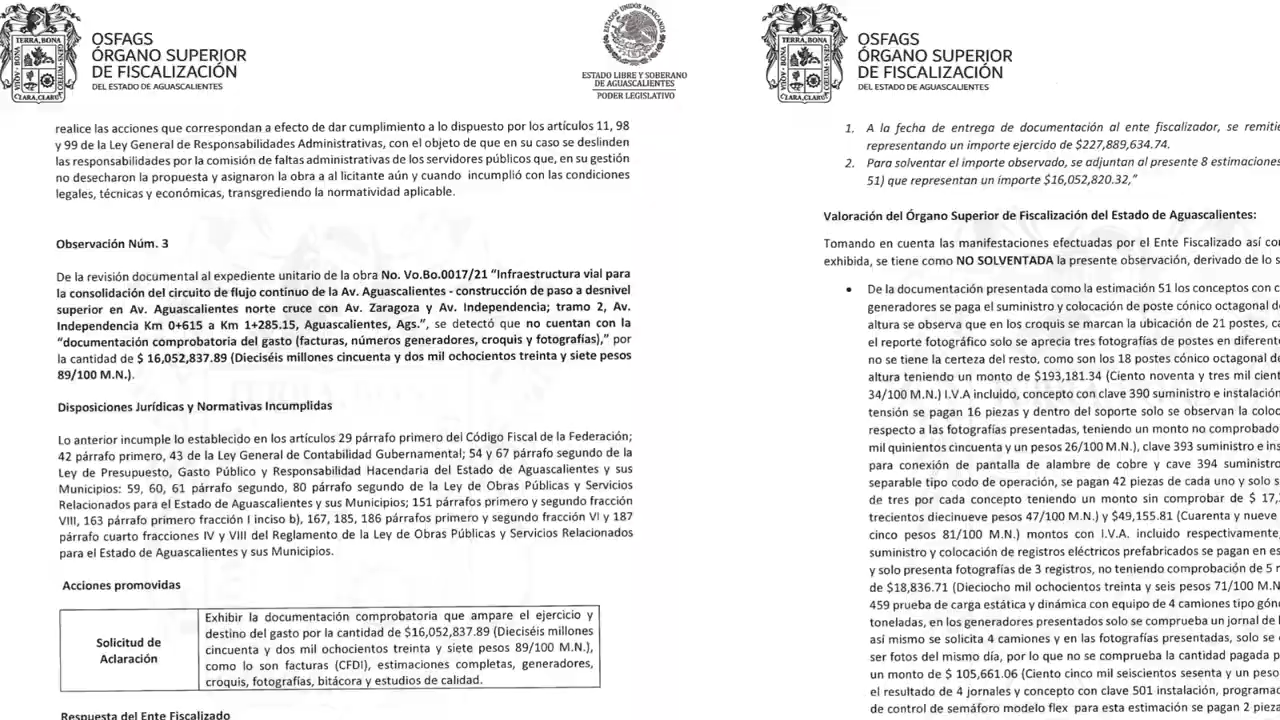 OSFAGS
ÓRGANO SUPERIOR
DE FISCALIZACIÓN
DEL ESTADO DE AGUASCALIENTES
TERRA BONA
BONA
GENS
CLARA CLARUM
ESTADOS UNIDOS MEXICANOS
ESTADO LIBRE Y SOBERANO
DE AGUASCALIENTES
PODER LEGISLATIVO
realice las acciones que correspondan a efecto de dar cumplimiento a lo dispuesto por los artículos 11, 98
y 99 de la Ley General de Responsabilidades Administrativas, con el objeto de que en su caso se deslinden
las responsabilidades por la comisión de faltas administrativas de los servidores públicos que, en su gestión
no desecharon la propuesta y asignaron la obra a al licitante aún y cuando incumplió con las condiciones
legales, técnicas y económicas, transgrediendo la normatividad aplicable.
Observación Núm. 3
De la revisión documental al expediente unitario de la obra No. Vo.Bo.0017/21 “Infraestructura vial para
la consolidación del circuito de flujo continuo de la Av. Aguascalientes - construcción de paso a desnivel
superior en Av. Aguascalientes norte cruce con Av. Zaragoza y Av. Independencia; tramo 2, Av.
Independencia Km 0+615 a Km 1+285.15, Aguascalientes, Ags.”, se detectó que no cuentan con la
“documentación comprobatoria del gasto (facturas, números generadores, croquis y fotografías),” por
la cantidad de $ 16,052,837.89 (Dieciséis millones cincuenta y dos mil ochocientos treinta y siete pesos
89/100 M.N.).
Disposiciones Jurídicas y Normativas Incumplidas
Lo anterior incumple lo establecido en los artículos 29 párrafo primero del Código Fiscal de la Federación;
42 párrafo primero, 43 de la Ley General de Contabilidad Gubernamental; 54 y 67 párrafo segundo de la
Ley de Presupuesto, Gasto Público y Responsabilidad Hacendaria del Estado de Aguascalientes y sus
Municipios: 59, 60, 61 párrafo segundo, 80 párrafo segundo de la Ley de Obras Públicas y Servicios
Relacionados para el Estado de Aguascalientes y sus Municipios; 151 párrafos primero y segundo fracción
VIII, 163 párrafo primero fracción I inciso b), 167, 185, 186 párrafos primero y segundo fracción VI y 187
párrafo cuarto fracciones IV y VIII del Reglamento de la Ley de Obras Públicas y Servicios Relacionados
para el Estado de Aguascalientes y sus Municipios.
Acciones promovidas
Solicitud de
Aclaración
Exhibir la documentación comprobatoria que ampare el ejercicio y
destino del gasto por la cantidad de $16,052,837.89 (Dieciséis millones
cincuenta y dos mil ochocientos treinta y siete pesos 89/100 M.N.),
como lo son facturas (CFDI), estimaciones completas, generadores,
croquis, fotografías, bitácora y estudios de calidad.
Respuesta del Ente Fiscalizado
OSFAGS
ÓRGANO SUPERIOR
DE FISCALIZACIÓN
DEL ESTADO DE AGUASCALIENTES
TERRA BONA
BONA
GENS
CLARA CLARUM
1. A la fecha de entrega de documentación al ente fiscalizador, se remitie
representando un importe ejercido de $227,889,634.74.
2. Para solventar el importe observado, se adjuntan al presente 8 estimaciones
51) que representan un importe $16,052,820.32,”
Valoración del Órgano Superior de Fiscalización del Estado de Aguascalientes:
Tomando en cuenta las manifestaciones efectuadas por el Ente Fiscalizado así co
exhibida, se tiene como NO SOLVENTADA la presente observación, derivado de lo s
• De la documentación presentada como la estimación 51 los conceptos con c
generadores se paga el suministro y colocación de poste cónico octagonal d
altura se observa que en los croquis se marcan la ubicación de 21 postes, ca
el reporte fotográfico solo se aprecia tres fotografías de postes en diferente
no se tiene la certeza del resto, como son los 18 postes cónico octagonal de
altura teniendo un monto de $193,181.34 (Ciento noventa y tres mil cient
34/100 M.N.) I.V.A incluido, concepto con clave 390 suministro e instalación
tensión se pagan 16 piezas y dentro del soporte solo se observan la coloc
respecto a las fotografías presentadas, teniendo un monto no comprobado
mil quinientos cincuenta y un pesos 26/100 M.N.), clave 393 suministro e ins
para conexión de pantalla de alambre de cobre y cave 394 suministro
separable tipo codo de operación, se pagan 42 piezas de cada uno y solo s
de tres por cada concepto teniendo un monto sin comprobar de $ 17,
trecientos diecinueve pesos 47/100 M.N.) y $49,155.81 (Cuarenta y nueve
cinco pesos 81/100 M.N.) montos con I.V.A. incluido respectivamente,
suministro y colocación de registros eléctricos prefabricados se pagan en es
y solo presenta fotografías de 3 registros, no teniendo comprobación de 5 r
de $18,836.71 (Dieciocho mil ochocientos treinta y seis pesos 71/100 M.N
459 prueba de carga estática y dinámica con equipo de 4 camiones tipo gón
toneladas, en los generadores presentados solo se comprueba un jornal de l
así mismo se solicita 4 camiones y en las fotografías presentadas, solo se
ser fotos del mismo día, por lo que no se comprueba la cantidad pagada p
un monto de $ 105,661.06 (Ciento cinco mil seiscientos sesenta y un peso
el resultado de 4 jornales y concepto con clave 501 instalación, programac
de control de semáforo modelo flex para esta estimación se pagan 2 pieza